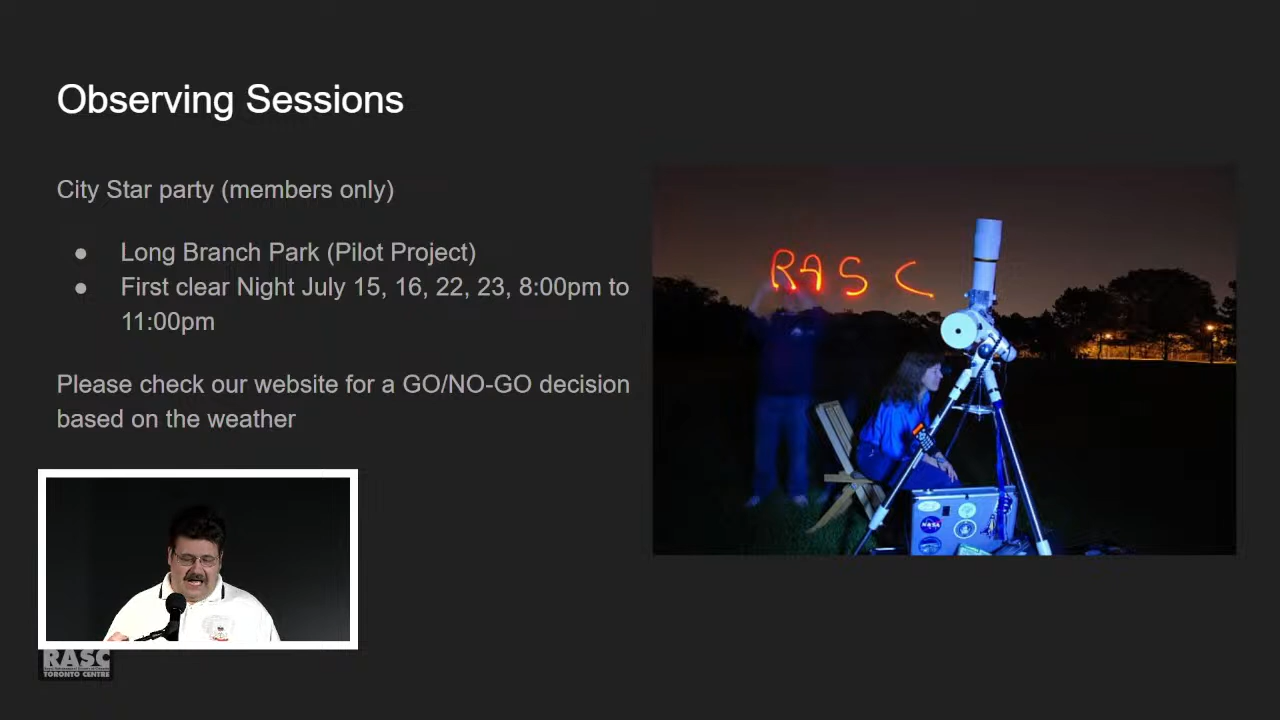 Observing Sessions
City Star party (members only)
● Long Branch Park (Pilot Project)
● First clear Night July 15, 16, 22, 23, 8:00pm to
11:00pm
Please check our website for a GO/NO-GO decision
based on the weather
RASC
NASA
RASC
TORONTO CENTRE